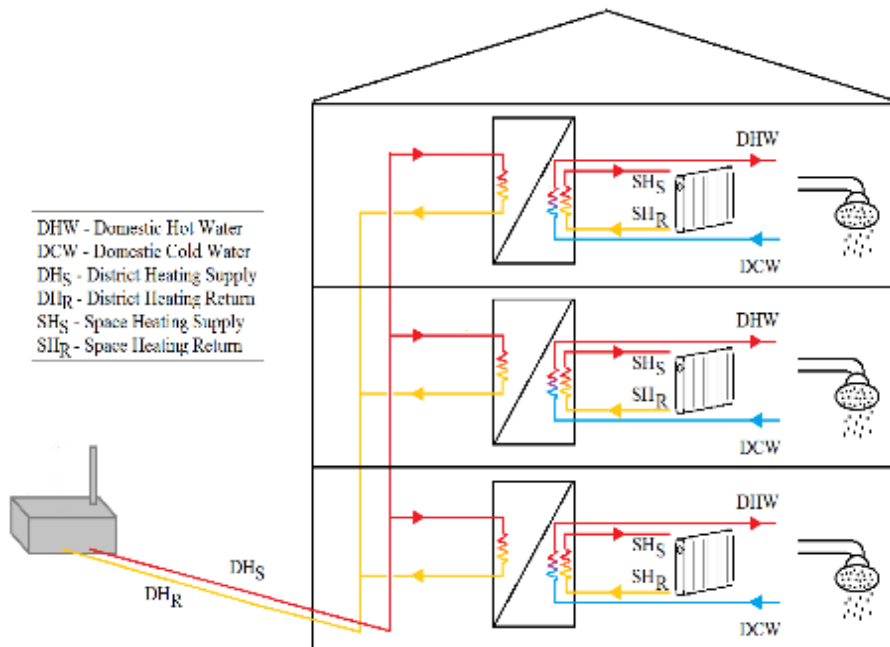 DHW
SHS
SHR
DCW
DHW - Domestic Hot Water
DCW - Domestic Cold Water
DHS - District Heating Supply
DHR - District Heating Return
SHS - Space Heating Supply
SHR - Space Heating Return
DHW
SHS
SHR
DCW
DHW
SHS
SHR
DCW
DHS
DHR